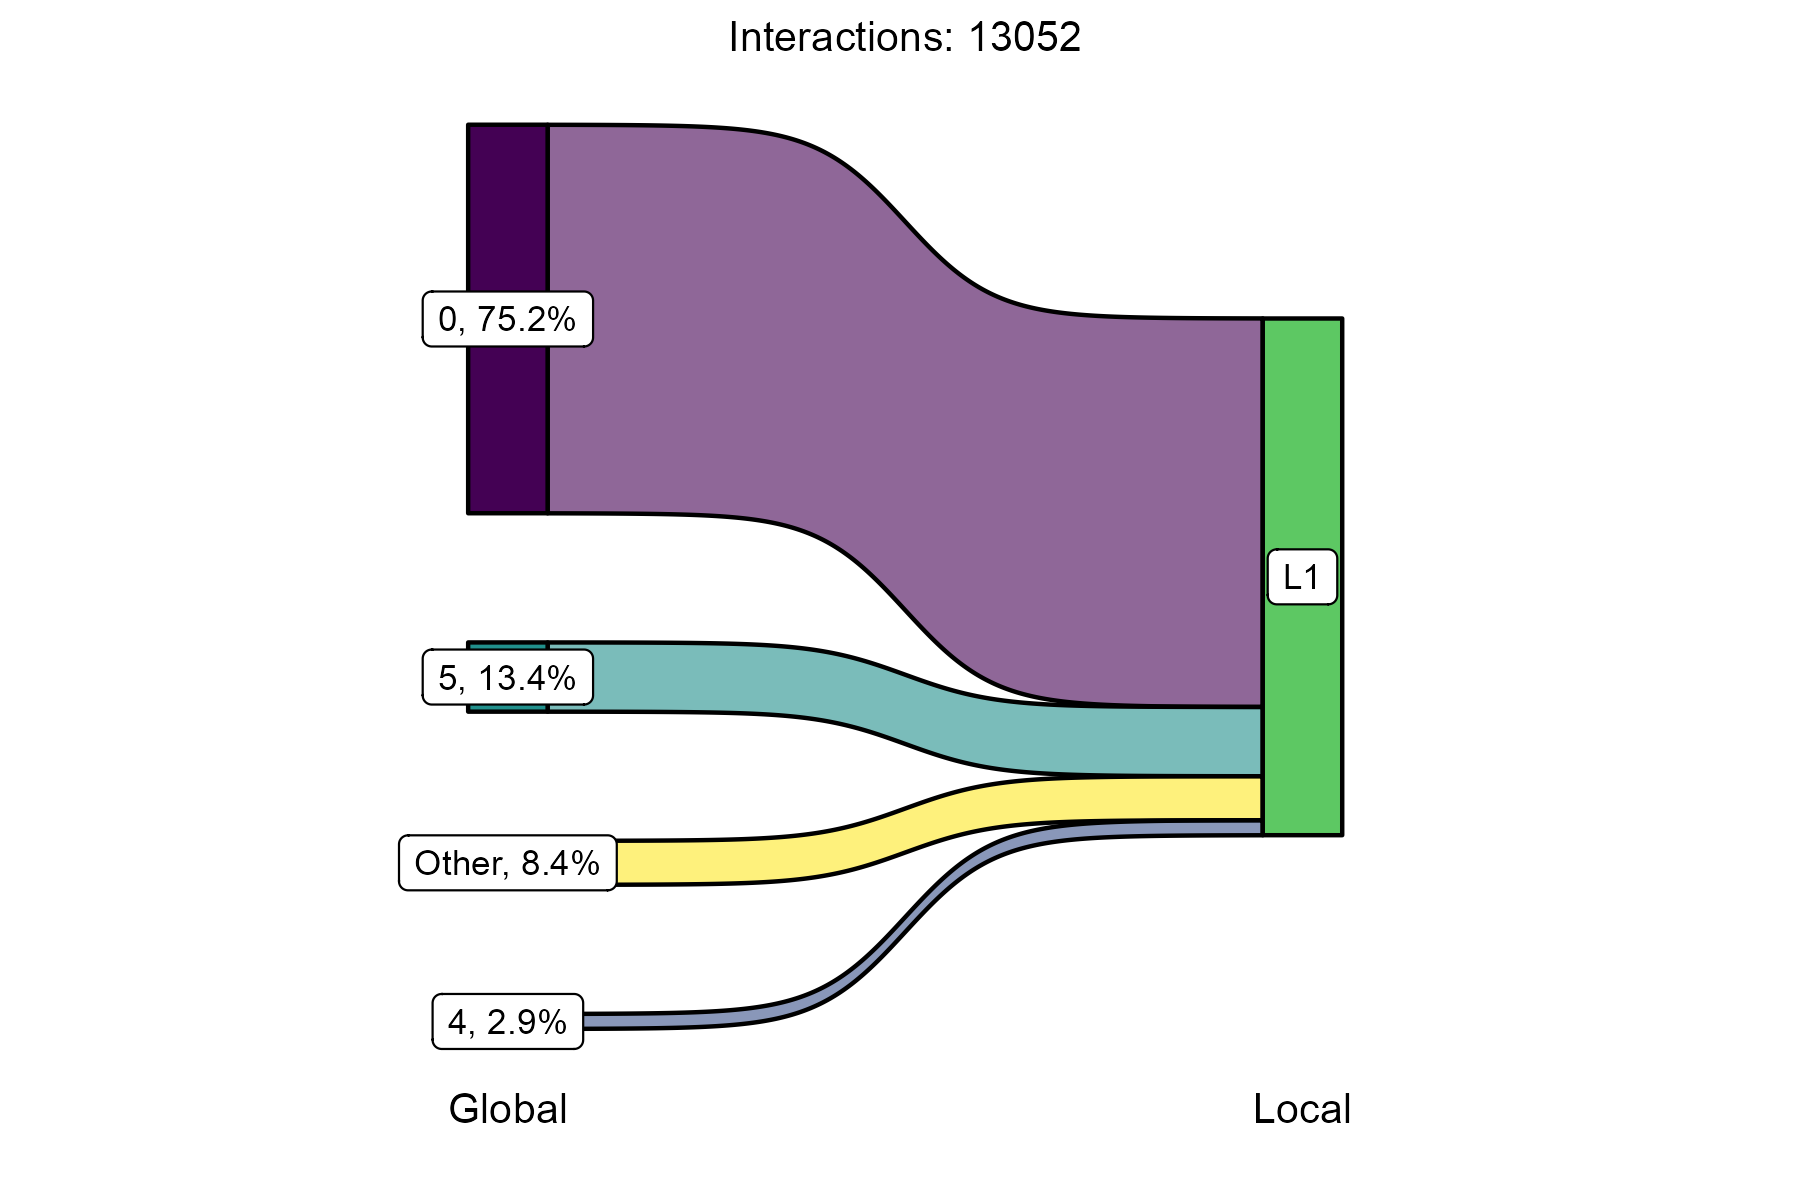 Interactions: 13052
0, 75.2%
L1
5, 13.4%
Other, 8.4%
4, 2.9%
Global
Local